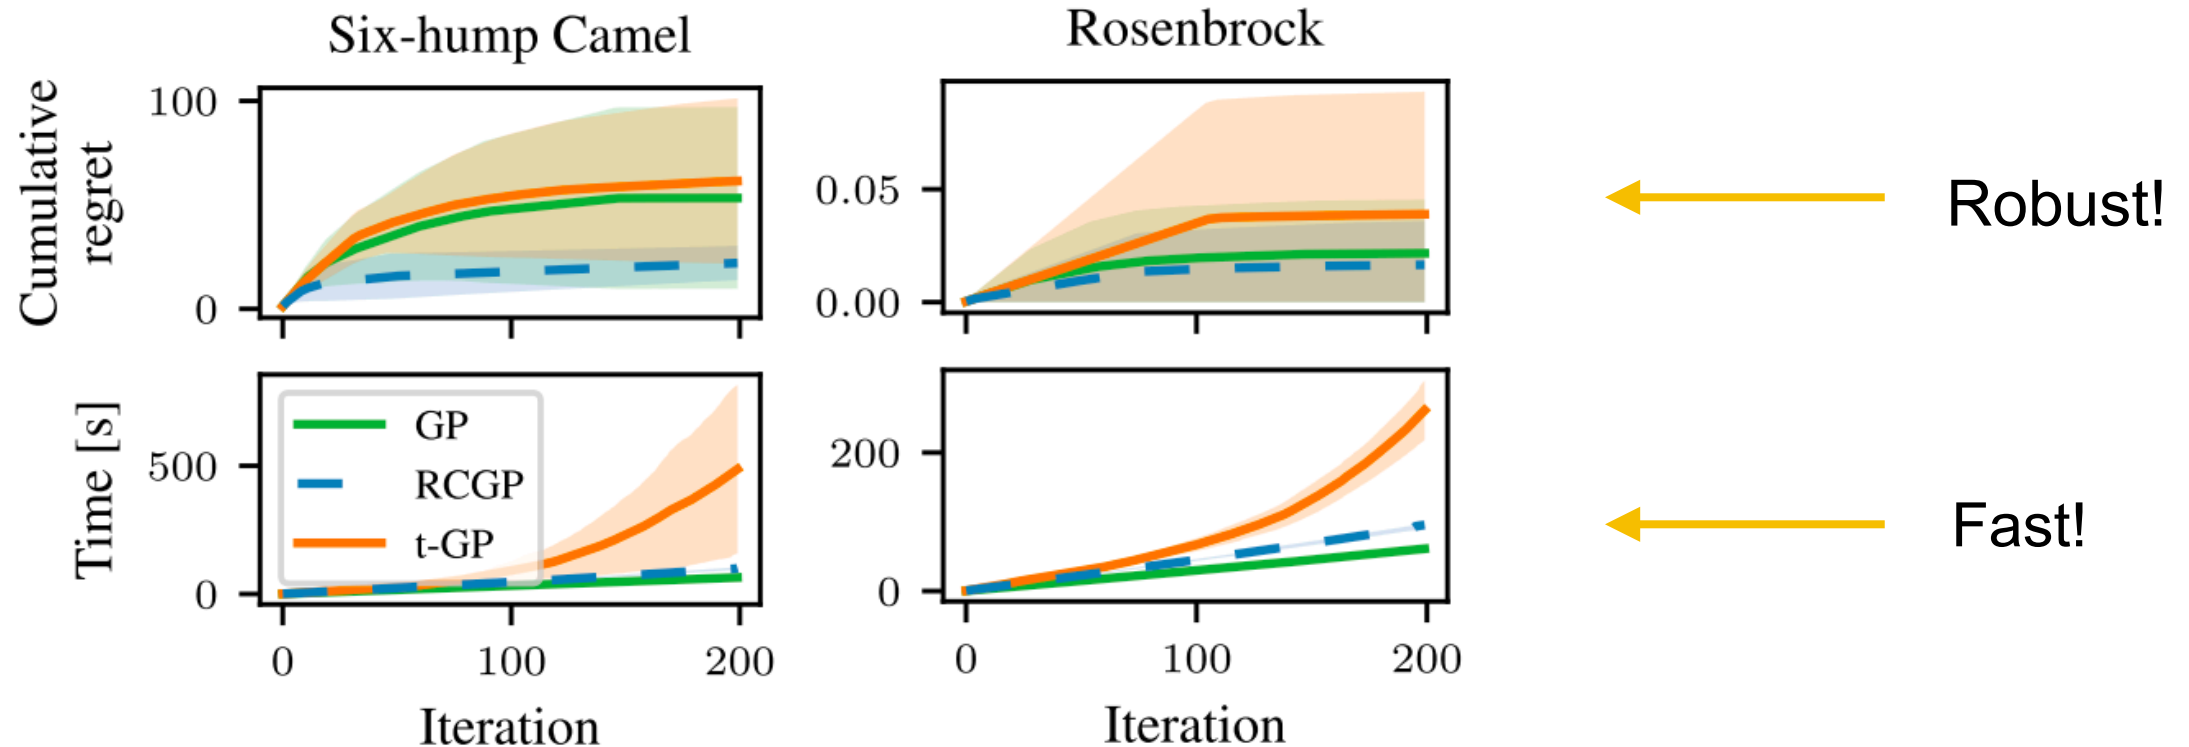 Six-hump Camel
Rosenbrock
Cumulative
regret
100
0
0.05
0.00
Robust!
Time [s]
500
0
GP
RCGP
t-GP
200
0
Fast!
0 100 200
0 100 200
Iteration
Iteration